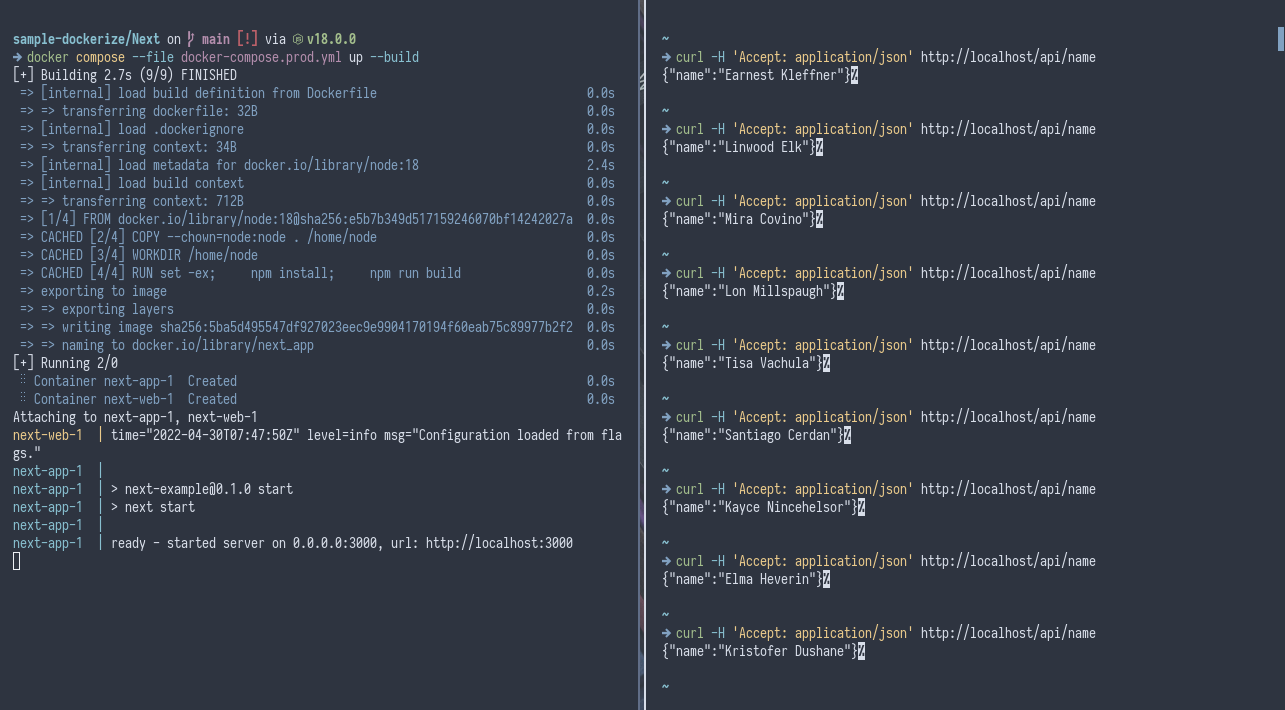 sample-dockerize/Next on main [!] via v18.0.0
→ docker compose --file docker-compose.prod.yml up --build
[+] Building 2.7s (9/9) FINISHED
=> [internal] load build definition from Dockerfile 0.0s
=> => transferring dockerfile: 32B 0.0s
=> [internal] load .dockerignore 0.0s
=> => transferring context: 34B 0.0s
=> [internal] load metadata for docker.io/library/node:18 2.4s
=> [internal] load build context 0.0s
=> => transferring context: 712B 0.0s
=> [1/4] FROM docker.io/library/node:18@sha256:e5b7b349d517159246070bf14242027a 0.0s
=> CACHED [2/4] COPY --chown=node:node . /home/node 0.0s
=> CACHED [3/4] WORKDIR /home/node 0.0s
=> CACHED [4/4] RUN set -ex; npm install; npm run build 0.0s
=> exporting to image 0.2s
=> => exporting layers 0.0s
=> => writing image sha256:5ba5d495547df927023eec9e9904170194f60eab75c89977b2f2 0.0s
=> => naming to docker.io/library/next_app 0.0s
[+] Running 2/0
⠿ Container next-app-1 Created 0.0s
⠿ Container next-web-1 Created 0.0s
Attaching to next-app-1, next-web-1
next-web-1 | time="2022-04-30T07:47:50Z" level=info msg="Configuration loaded from fla
gs."
next-app-1 |
next-app-1 | > next-example@0.1.0 start
next-app-1 | > next start
next-app-1 |
next-app-1 | ready - started server on 0.0.0.0:3000, url: http://localhost:3000
~
→ curl -H 'Accept: application/json' http://localhost/api/name
{"name":"Earnest Kleffner"}%
~
→ curl -H 'Accept: application/json' http://localhost/api/name
{"name":"Linwood Elk"}%
~
→ curl -H 'Accept: application/json' http://localhost/api/name
{"name":"Mira Covino"}%
~
→ curl -H 'Accept: application/json' http://localhost/api/name
{"name":"Lon Millspaugh"}%
~
→ curl -H 'Accept: application/json' http://localhost/api/name
{"name":"Tisa Vachula"}%
~
→ curl -H 'Accept: application/json' http://localhost/api/name
{"name":"Santiago Cerdan"}%
~
→ curl -H 'Accept: application/json' http://localhost/api/name
{"name":"Kayce Nincehelsor"}%
~
→ curl -H 'Accept: application/json' http://localhost/api/name
{"name":"Elma Heverin"}%
~
→ curl -H 'Accept: application/json' http://localhost/api/name
{"name":"Kristofer Dushane"}%
~